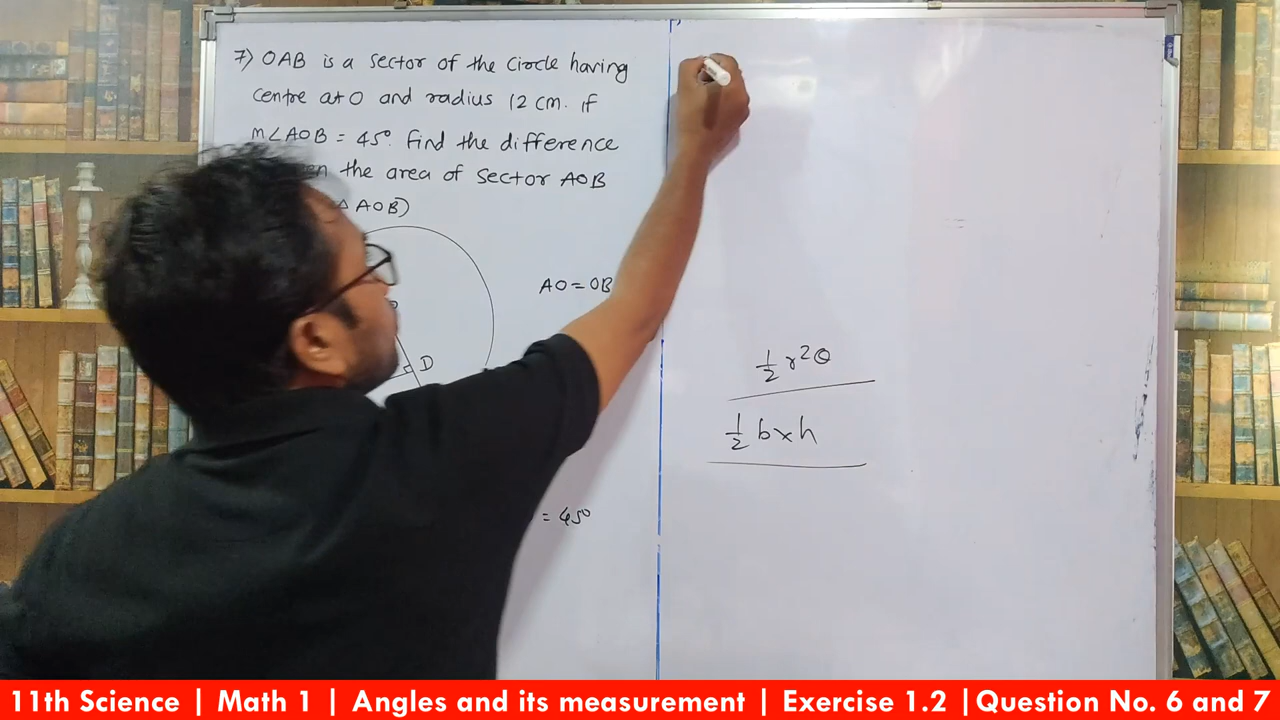 7) OAB is a sector of the circle having
centre at O and radius 12 cm. if
m∠AOB = 45° find the difference
the area of sector AOB
△ AOB)
AO = OB
D
= 45°
1/2 r²θ
1/2 b×h
11th Science | Math 1 | Angles and its measurement | Exercise 1.2 |Question No. 6 and 7